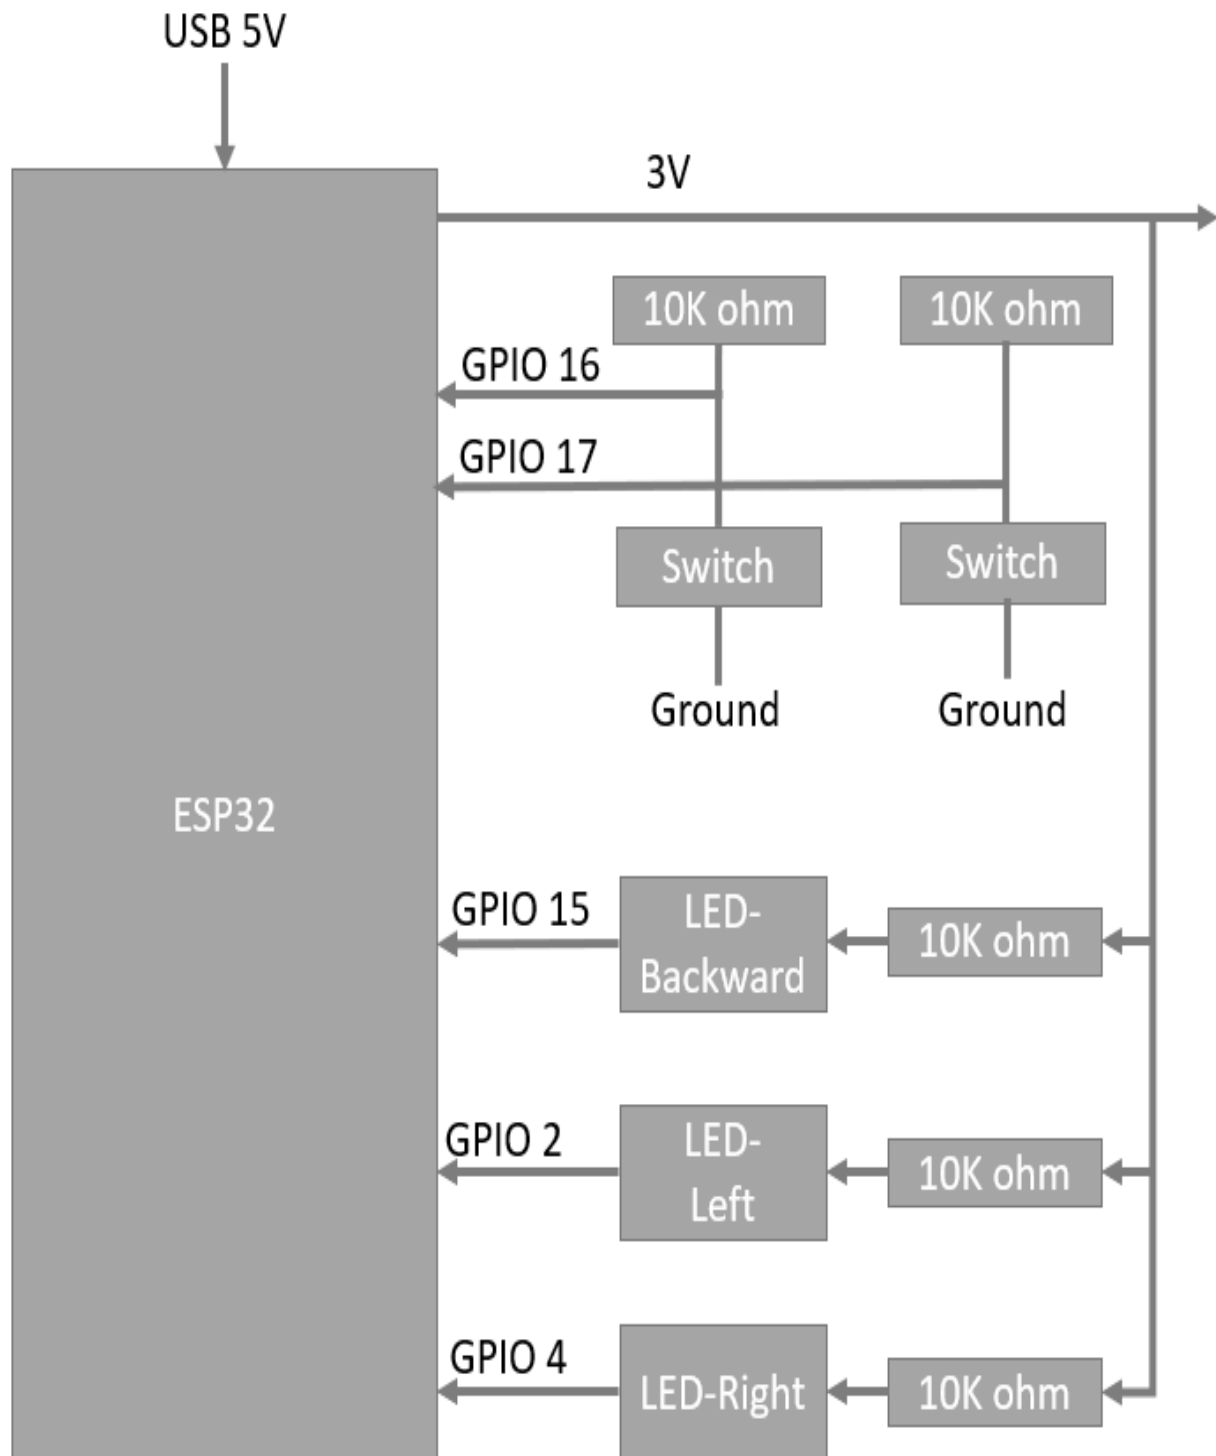 USB 5V
3V
10K ohm
10K ohm
GPIO 16
GPIO 17
Switch
Switch
Ground
Ground
ESP32
GPIO 15
LED-
Backward
10K ohm
GPIO 2
LED-
Left
10K ohm
GPIO 4
LED-Right
10K ohm